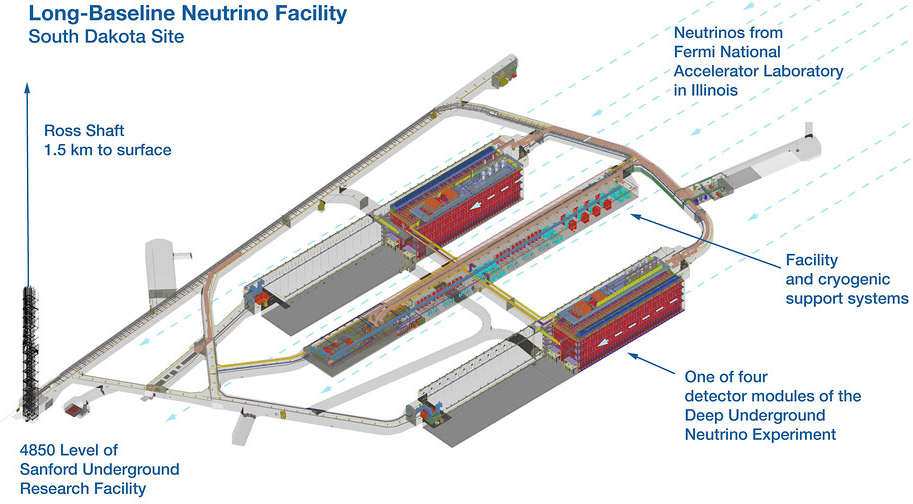 Long-Baseline Neutrino Facility
South Dakota Site
Neutrinos from
Fermi National
Accelerator Laboratory
in Illinois
Ross Shaft
1.5 km to surface
Facility
and cryogenic
support systems
One of four
detector modules of the
Deep Underground
Neutrino Experiment
4850 Level of
Sanford Underground
Research Facility